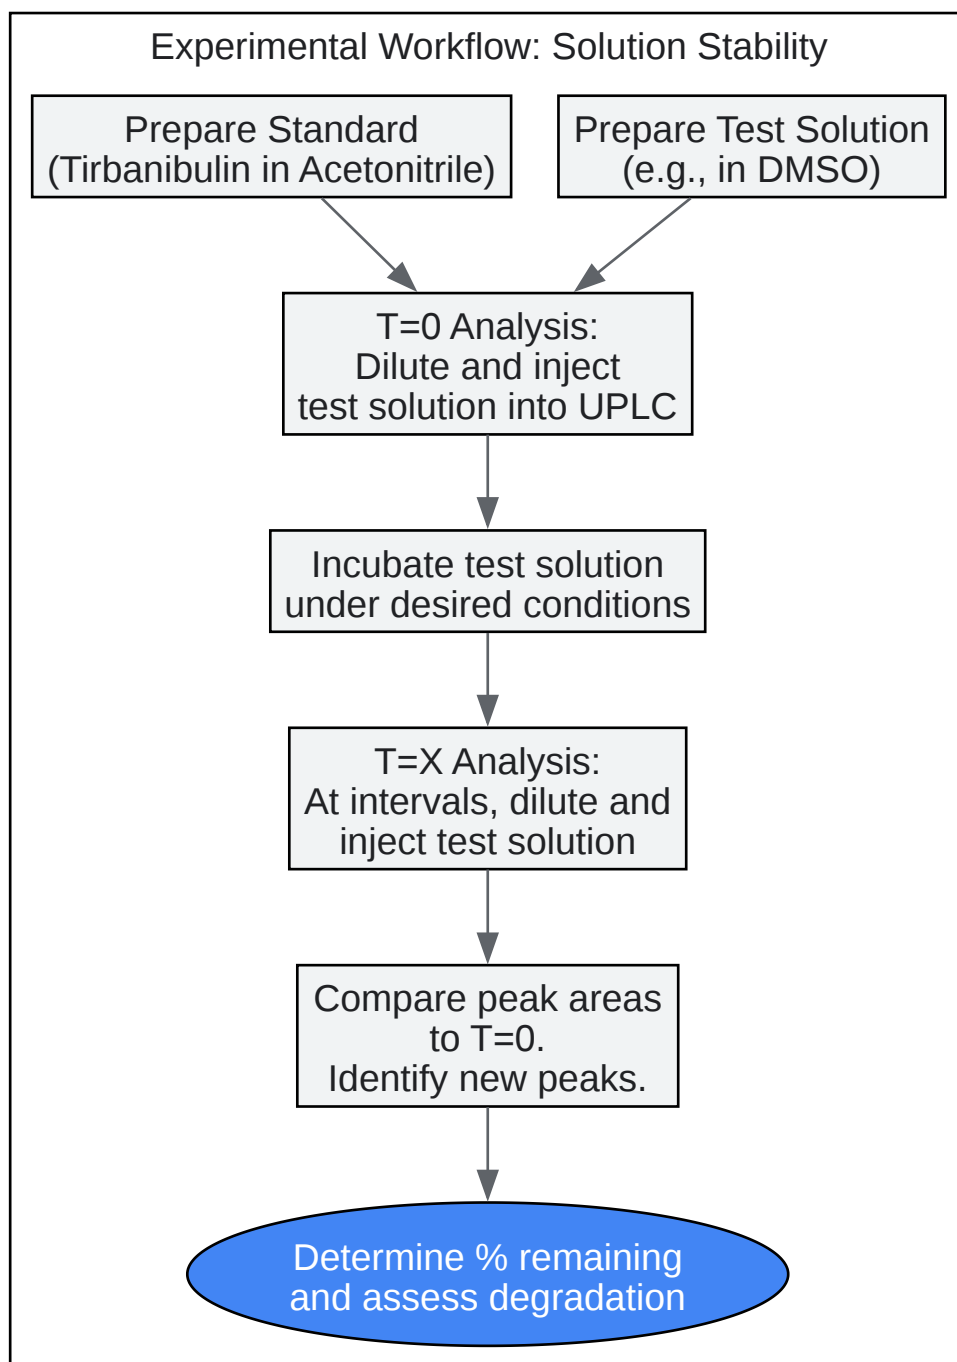 Experimental Workflow: Solution Stability
Prepare Standard
(Tirbanibulin in Acetonitrile)
Prepare Test Solution
(e.g., in DMSO)
T=0 Analysis:
Dilute and inject
test solution into UPLC
Incubate test solution
under desired conditions
T=X Analysis:
At intervals, dilute and
inject test solution
Compare peak areas
to T=0.
Identify new peaks.
Determine % remaining
and assess degradation